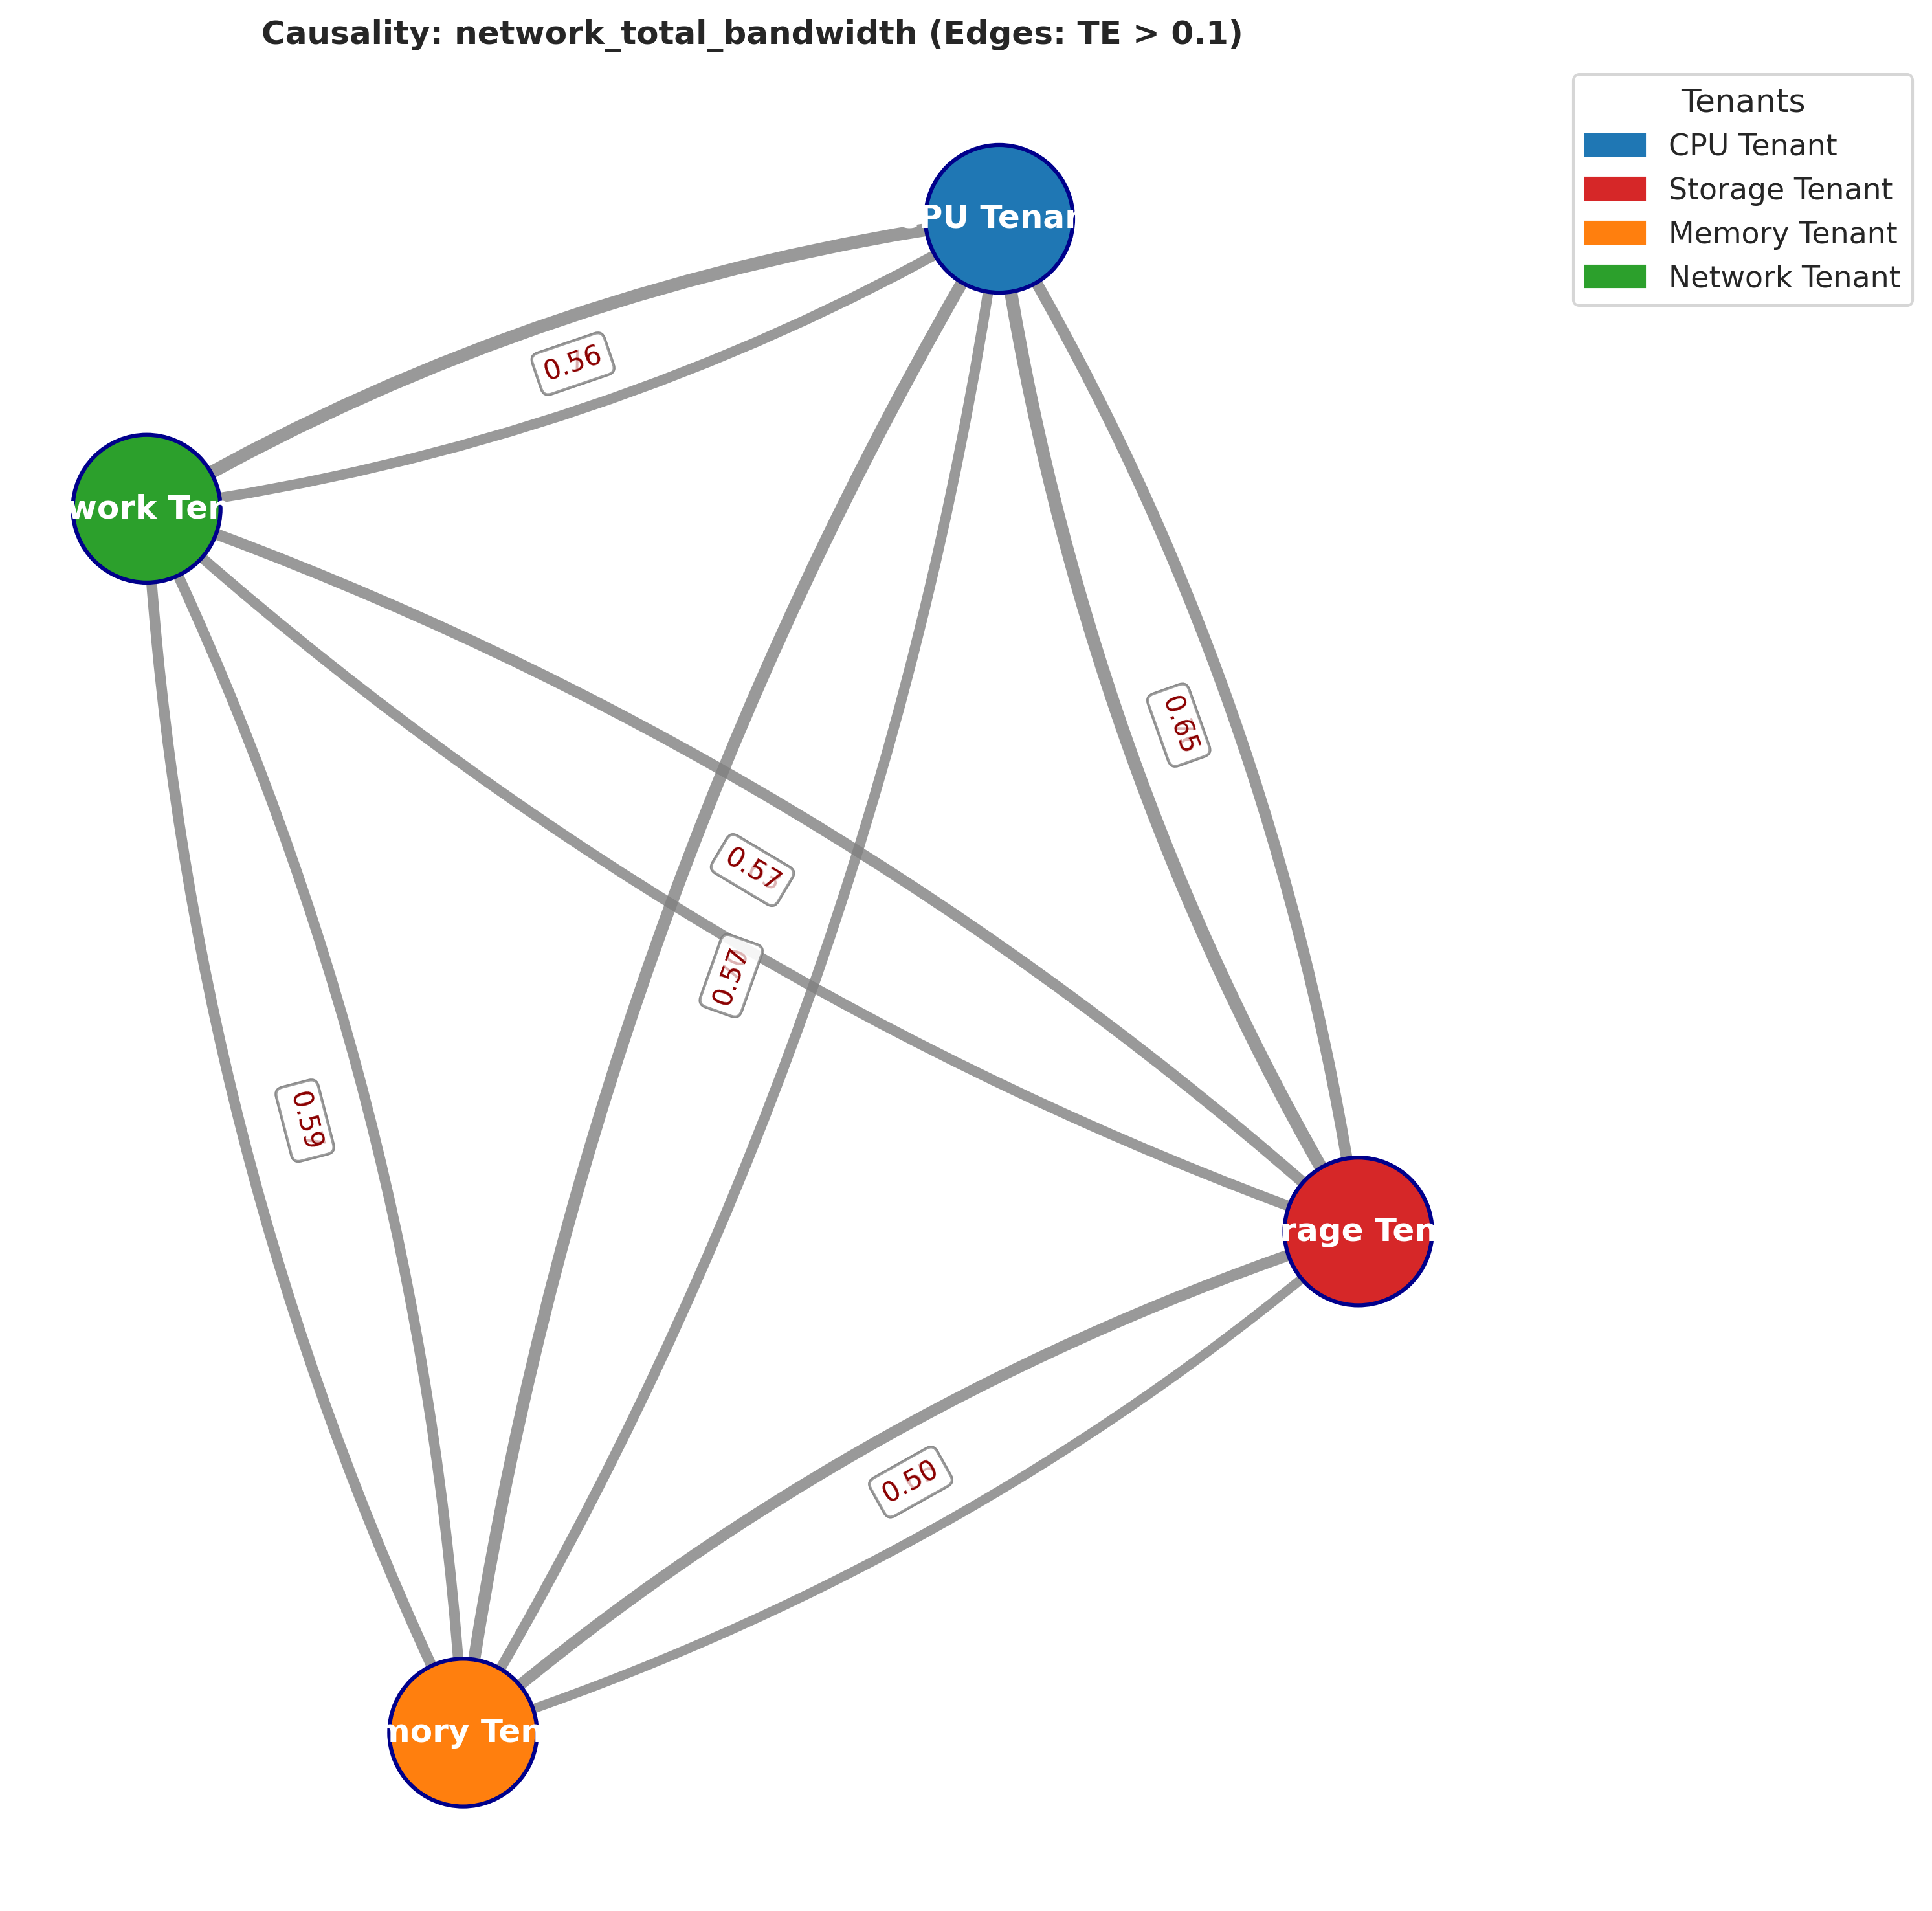 Causality: network_total_bandwidth (Edges: TE > 0.1)
Tenants
CPU Tenant
Storage Tenant
Memory Tenant
Network Tenant
PU Tenan
0.56
work Ten
0.65
0.57
0.57
0.59
rage Ten
0.50
mory Ten